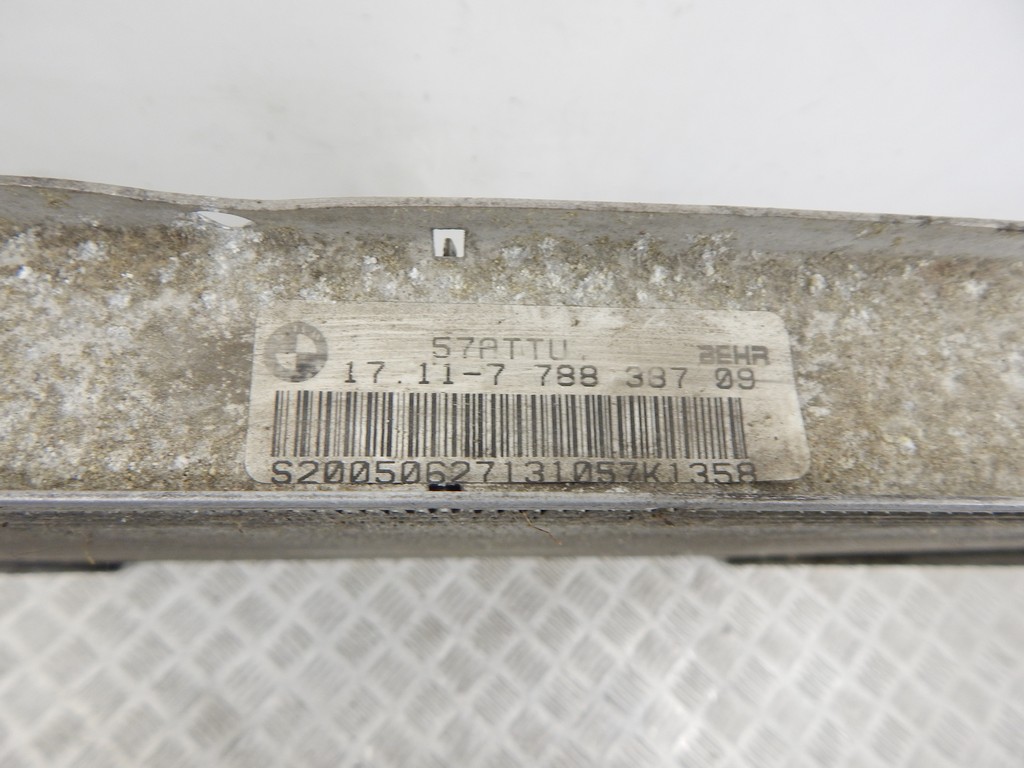 57ATTU.
BEHR
17.11-7 788 387 09
S20050627131057K1358